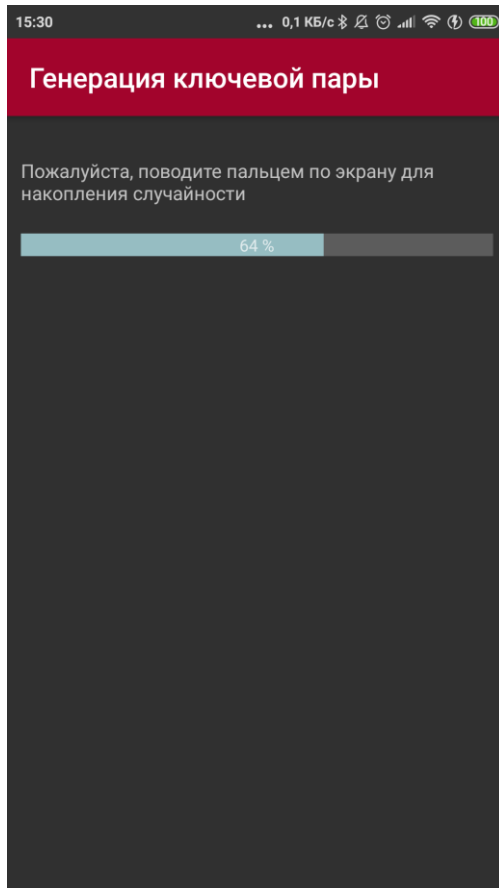 15:30 ... 0,1 КБ/с 100
Генерация ключевой пары
Пожалуйста, поводите пальцем по экрану для
накопления случайности
64 %